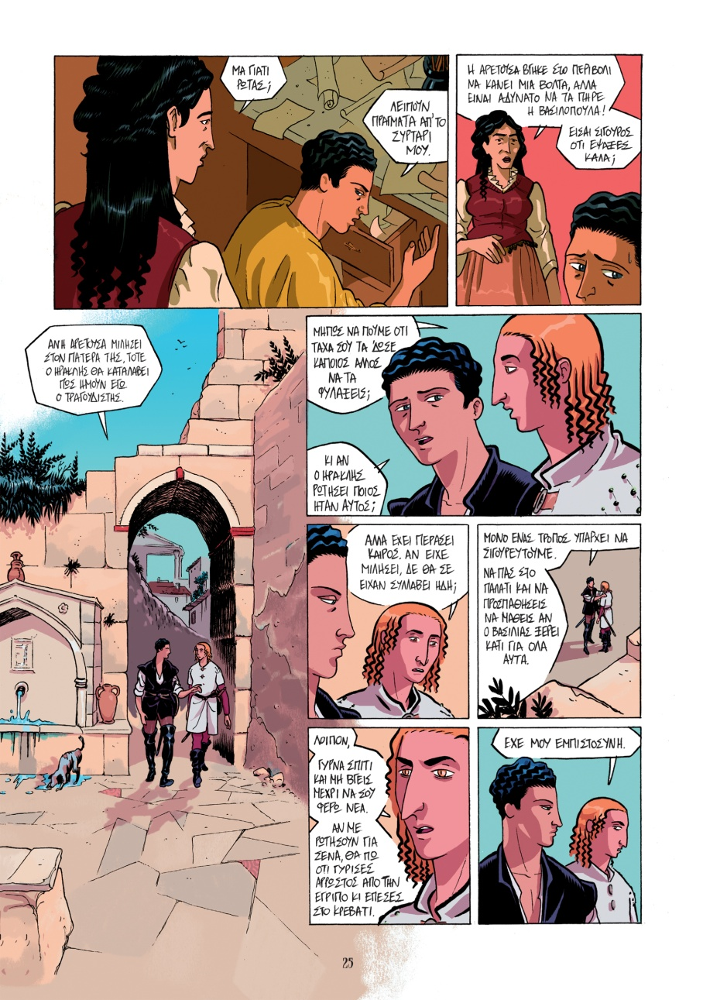 ΜΑ ΓΙΑΤΙ
ΡΩΤΑΣ;
ΛΕΙΠΟΥΝ
ΠΡΑΓΜΑΤΑ ΑΠ' ΤΟ
ΣΥΡΤΑΡΙ
ΜΟΥ.
Η ΑΡΕΤΟΥΣΑ ΒΓΗΚΕ ΣΤΟ ΠΕΡΙΒΟΛΙ
ΝΑ ΚΑΝΕΙ ΜΙΑ ΒΟΛΤΑ, ΑΛΛΑ
ΕΙΝΑΙ ΑΔΥΝΑΤΟ ΝΑ ΤΑ ΠΗΡΕ
Η ΒΑΣΙΛΟΠΟΥΛΑ!
ΕΙΣΑΙ ΣΙΓΟΥΡΟΣ
ΟΤΙ ΕΨΑΞΕΣ
ΚΑΛΑ;
ΑΝ Η ΑΡΕΤΟΥΣΑ ΜΙΛΗΣΕΙ
ΣΤΟΝ ΠΑΤΕΡΑ ΤΗΣ, ΤΟΤΕ
Ο ΗΡΑΚΛΗΣ ΘΑ ΚΑΤΑΛΑΒΕΙ
ΠΩΣ ΗΜΟΥΝ ΕΓΩ
Ο ΤΡΑΓΟΥΔΙΣΤΗΣ.
ΜΗΠΩΣ ΝΑ ΠΟΥΜΕ ΟΤΙ
ΤΑΧΑ ΣΟΥ ΤΑ 'ΔΩΣΕ
ΚΑΠΟΙΟΣ ΑΛΛΟΣ
ΝΑ ΤΑ
ΦΥΛΑΞΕΙΣ;
ΚΙ ΑΝ
Ο ΗΡΑΚΛΗΣ
ΡΩΤΗΣΕΙ ΠΟΙΟΣ
ΗΤΑΝ ΑΥΤΟΣ;
ΑΛΛΑ ΕΧΕΙ ΠΕΡΑΣΕΙ
ΚΑΙΡΟΣ. ΑΝ ΕΙΧΕ
ΜΙΛΗΣΕΙ, ΔΕ ΘΑ ΣΕ
ΕΙΧΑΝ ΣΥΛΛΑΒΕΙ ΗΔΗ;
ΜΟΝΟ ΕΝΑΣ ΤΡΟΠΟΣ ΥΠΑΡΧΕΙ ΝΑ
ΣΙΓΟΥΡΕΥΤΟΥΜΕ.
ΝΑ ΠΑΣ ΣΤΟ
ΠΑΛΑΤΙ ΚΑΙ ΝΑ
ΠΡΟΣΠΑΘΗΣΕΙΣ
ΝΑ ΜΑΘΕΙΣ ΑΝ
Ο ΒΑΣΙΛΙΑΣ ΞΕΡΕΙ
ΚΑΤΙ ΓΙΑ ΟΛΑ
ΑΥΤΑ.
ΛΟΙΠΟΝ,
ΓΥΡΝΑ ΣΠΙΤΙ
ΚΑΙ ΜΗ ΒΓΕΙΣ
ΜΕΧΡΙ ΝΑ ΣΟΥ
ΦΕΡΩ ΝΕΑ.
ΑΝ ΜΕ
ΡΩΤΗΣΟΥΝ ΓΙΑ
ΣΕΝΑ, ΘΑ ΠΩ
ΟΤΙ ΓΥΡΙΣΕΣ
ΑΡΡΩΣΤΟΣ ΑΠΟ ΤΗΝ
ΕΓΡΙΠΟ ΚΙ ΕΠΕΣΕΣ
ΣΤΟ ΚΡΕΒΑΤΙ.
ΕΧΕ ΜΟΥ ΕΜΠΙΣΤΟΣΥΝΗ.
25